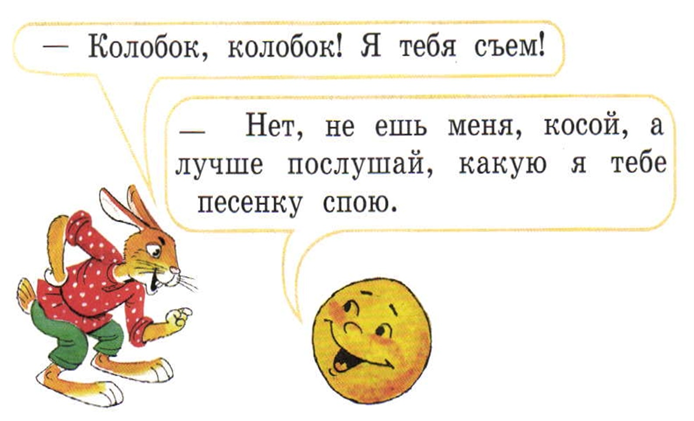 — Колобок, колобок! Я тебя съем!
— Нет, не ешь меня, косой, а
лучше послушай, какую я тебе
песенку спою.